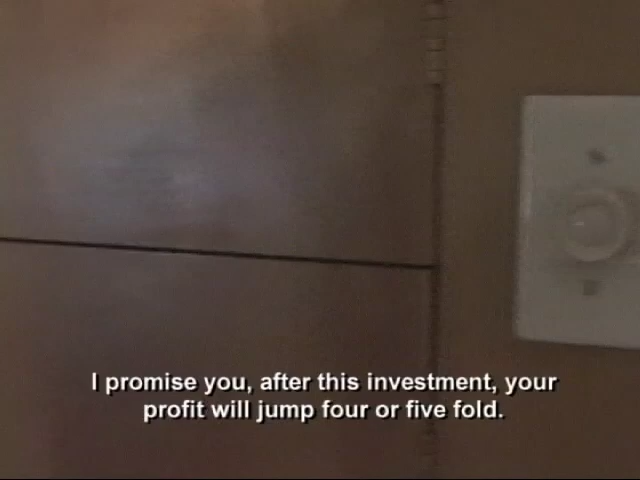 I promise you, after this investment, your
profit will jump four or five fold.